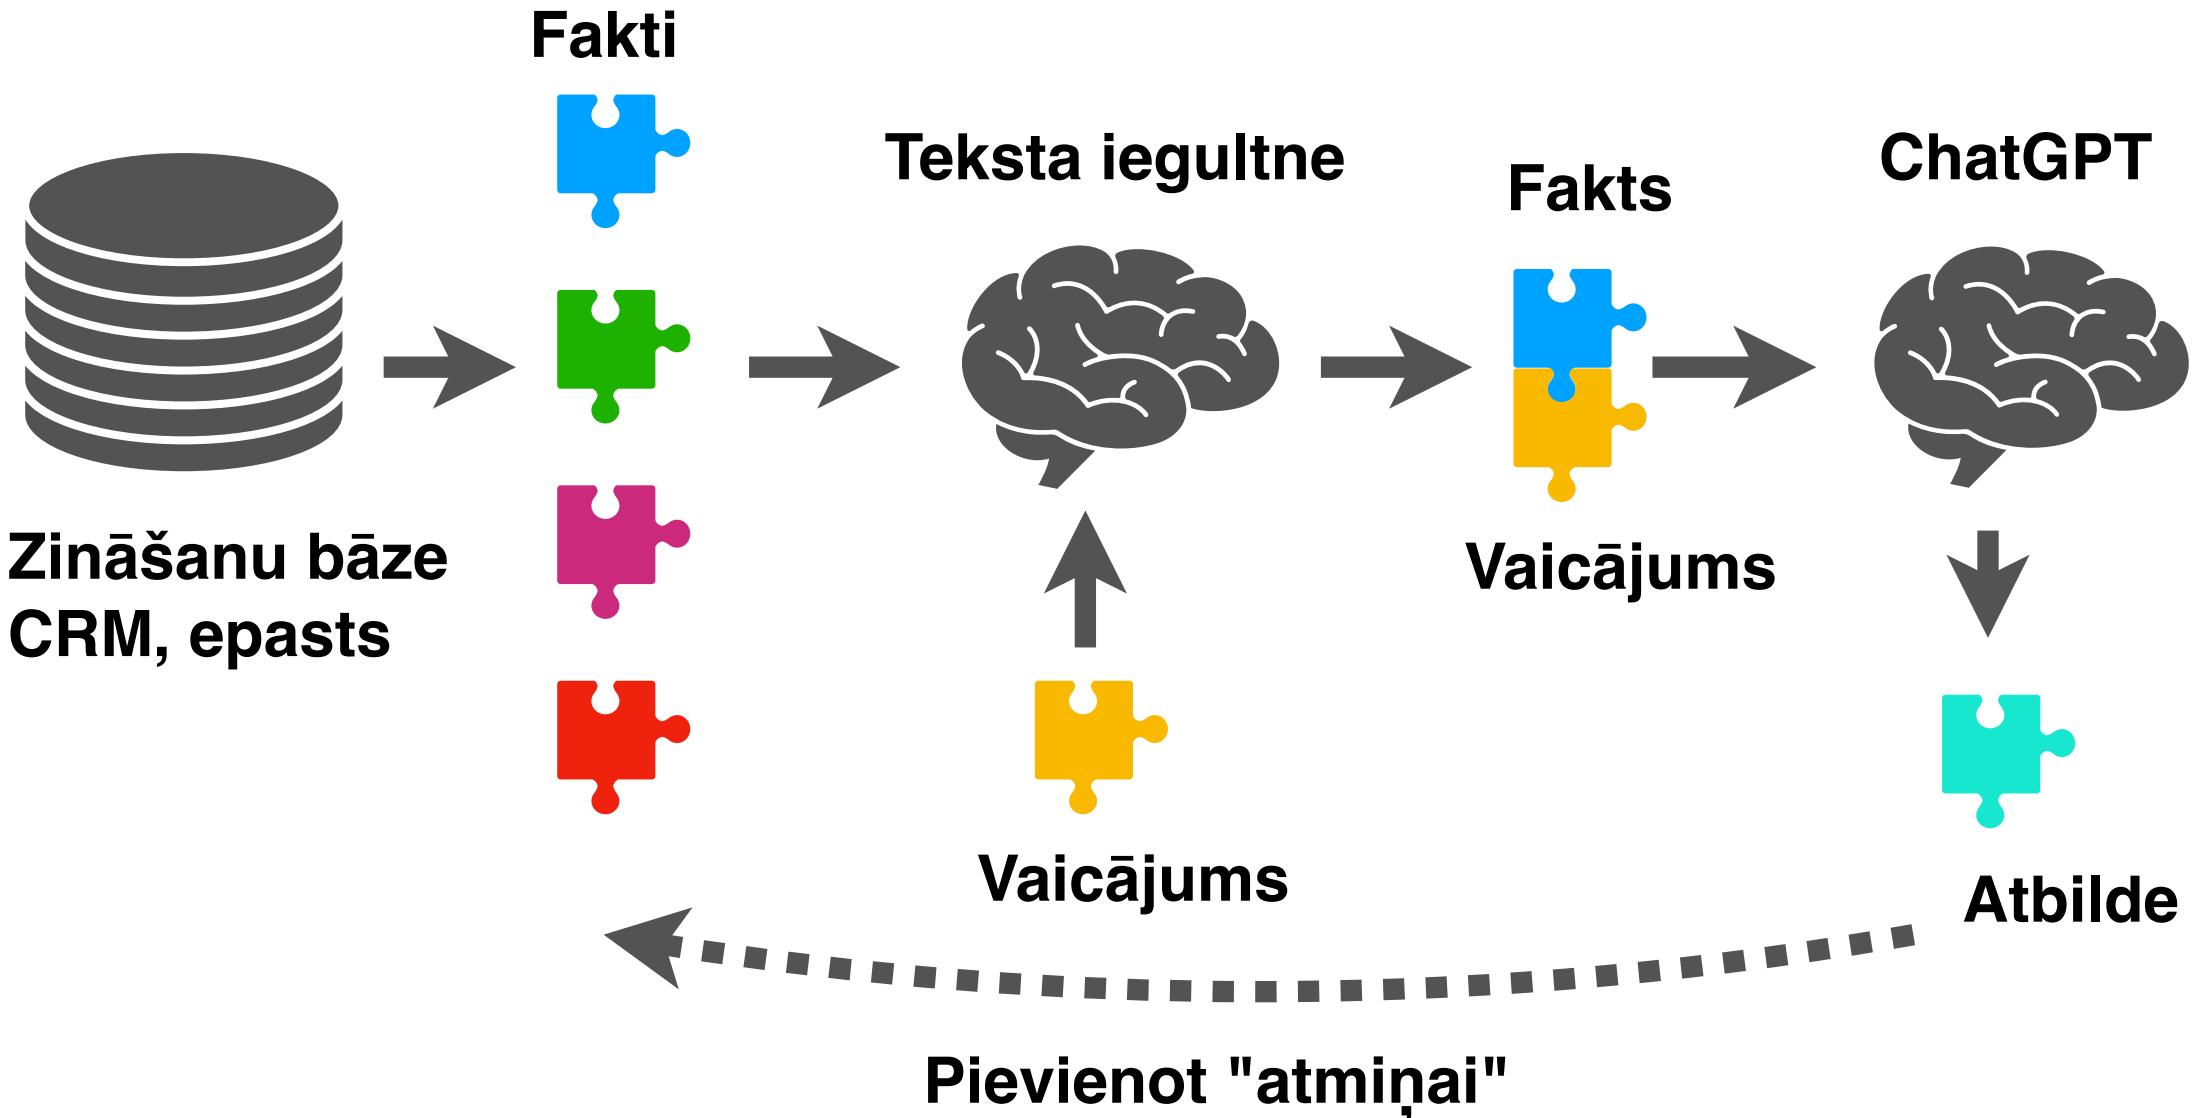 Fakti
Teksta iegultne
Fakts
ChatGPT
Zināšanu bāze
CRM, epasts
Vaicājums
Vaicājums
Atbilde
Pievienot "atmiņai"